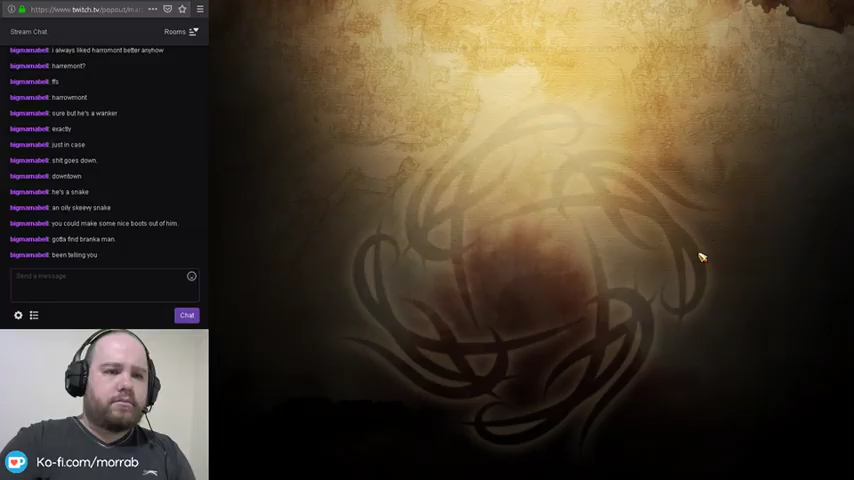 https://www.twitch.tv/popout/m
Stream Chat
Rooms
bigmamabell: i always liked harromont better anyhow
bigmamabell: harremont?
bigmamabell: ffs
bigmamabell: harrowmont
bigmamabell: sure but he's a wanker
bigmamabell: exactly
bigmamabell: just in case
bigmamabell: shit goes down.
bigmamabell: downtown
bigmamabell: he's a snake
bigmamabell: an oily skeevy snake
bigmamabell: you could make some nice boots out of him.
bigmamabell: gotta find branka man.
bigmamabell: been telling you
Send a message
Chat
Ko-fi.com/morrab